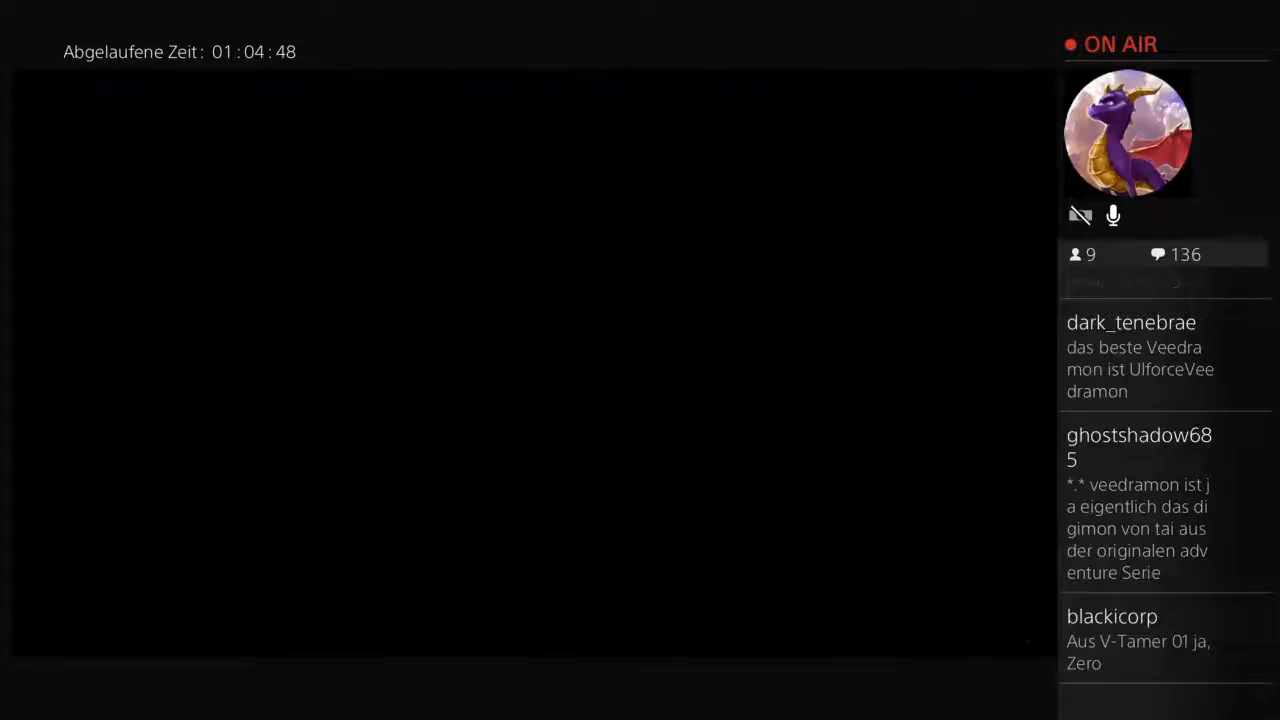 Abgelaufene Zeit: 01:04:48
ON AIR
9
136
dark_tenebrae
das beste Veedra
mon ist UlforceVee
dramon
ghostshadow68
5
*.* veedramon ist j
a eigentlich das di
gimon von tai aus
der originalen adv
enture Serie
blackicorp
Aus V-Tamer 01 ja,
Zero